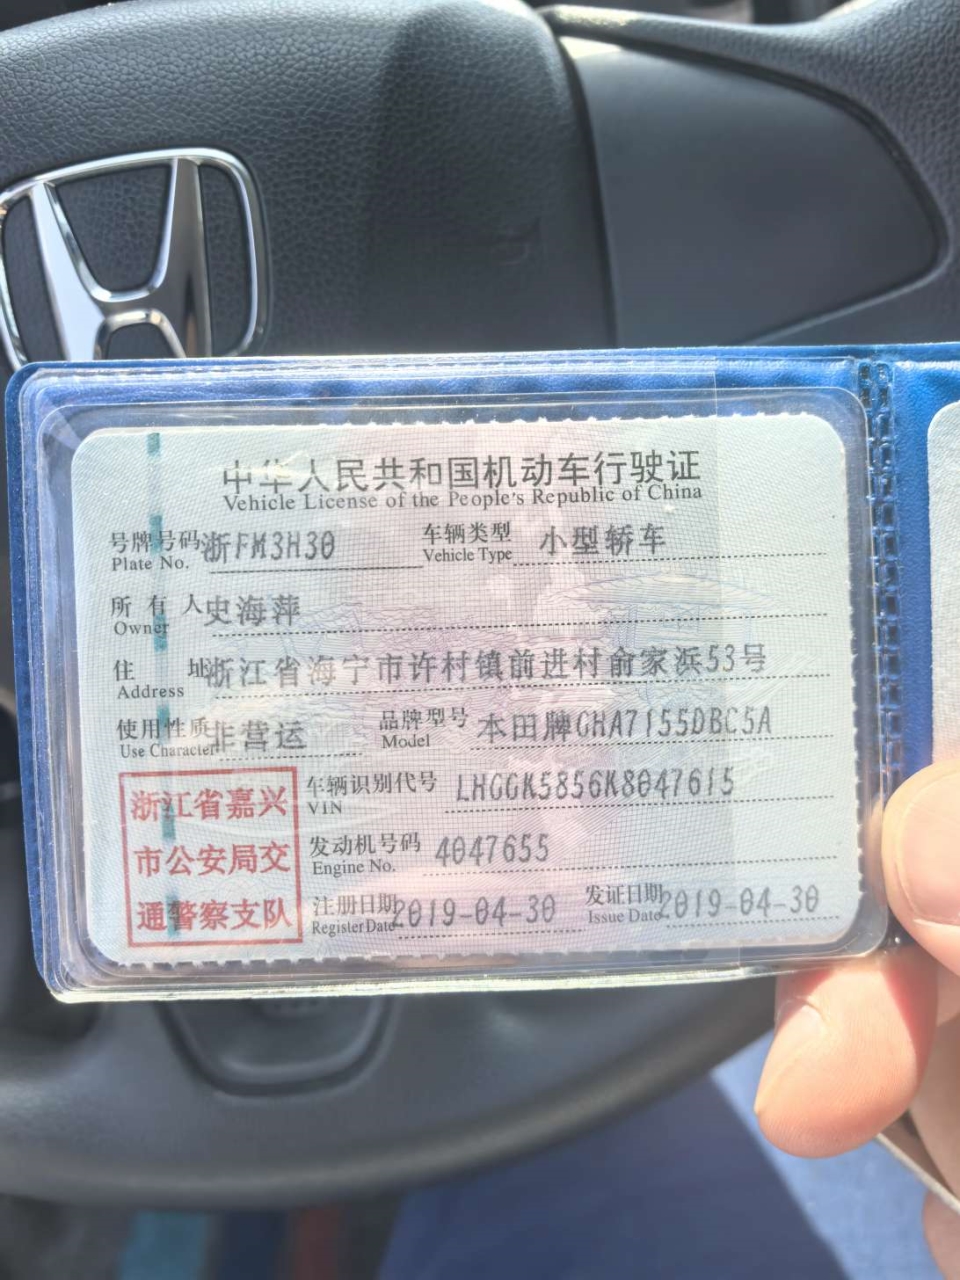 中华人民共和国机动车行驶证
Vehicle License of the People's Republic of China
号牌号码 浙FM3H30 车辆类型 小型轿车
Plate No. Vehicle Type
所有人 史海萍
Owner
住址 浙江省海宁市许村镇前进村俞家浜53号
Address
使用性质 非营运 品牌型号 本田牌CHA7155DBC5A
Use Character Model
浙江省嘉兴
市公安局交
通警察支队
车辆识别代号 LHGGK5856K8047615
VIN
发动机号码 4047655
Engine No.
注册日期 2019-04-30 发证日期 2019-04-30
Register Date Issue Date